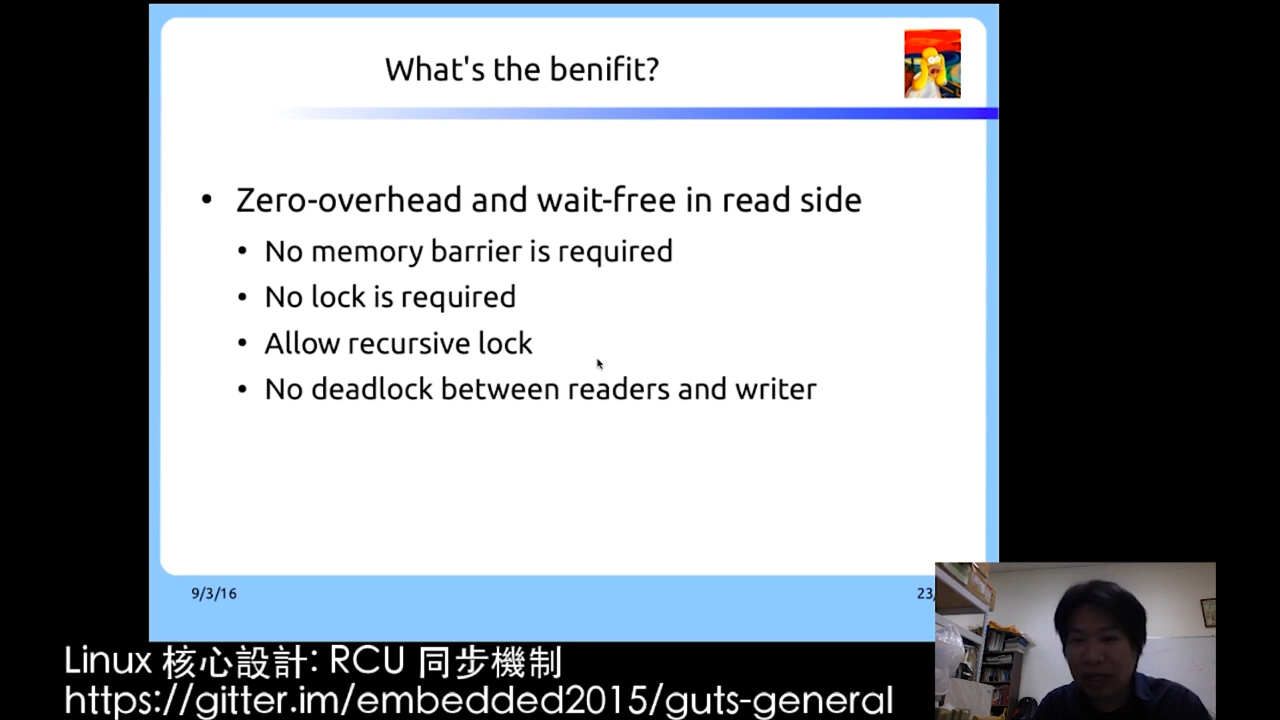 What's the benifit?
• Zero-overhead and wait-free in read side
• No memory barrier is required
• No lock is required
• Allow recursive lock
• No deadlock between readers and writer
9/3/16
23/
Linux 核心設計: RCU 同步機制
https://gitter.im/embedded2015/guts-general